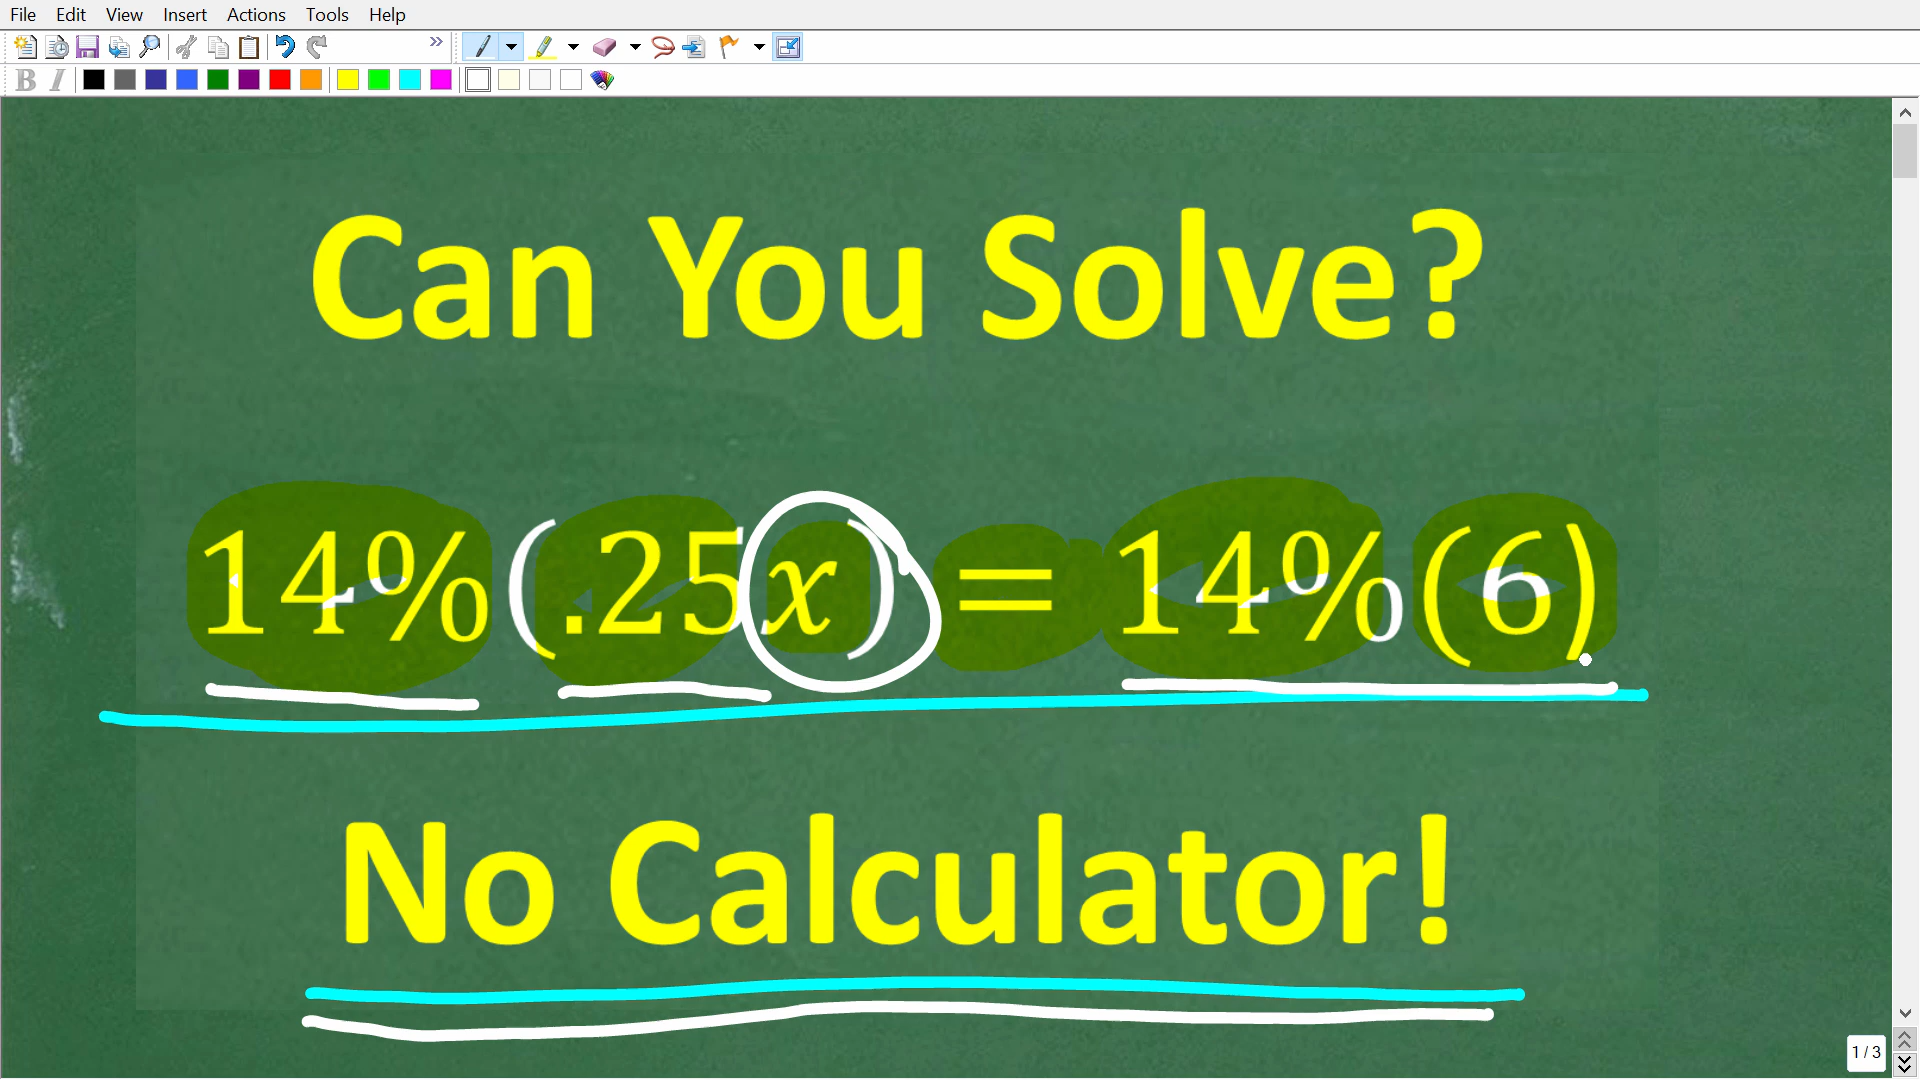 File Edit View Insert Actions Tools Help
B I
Can You Solve?
14%(.25x) = 14%(6)
No Calculator!
1 / 3